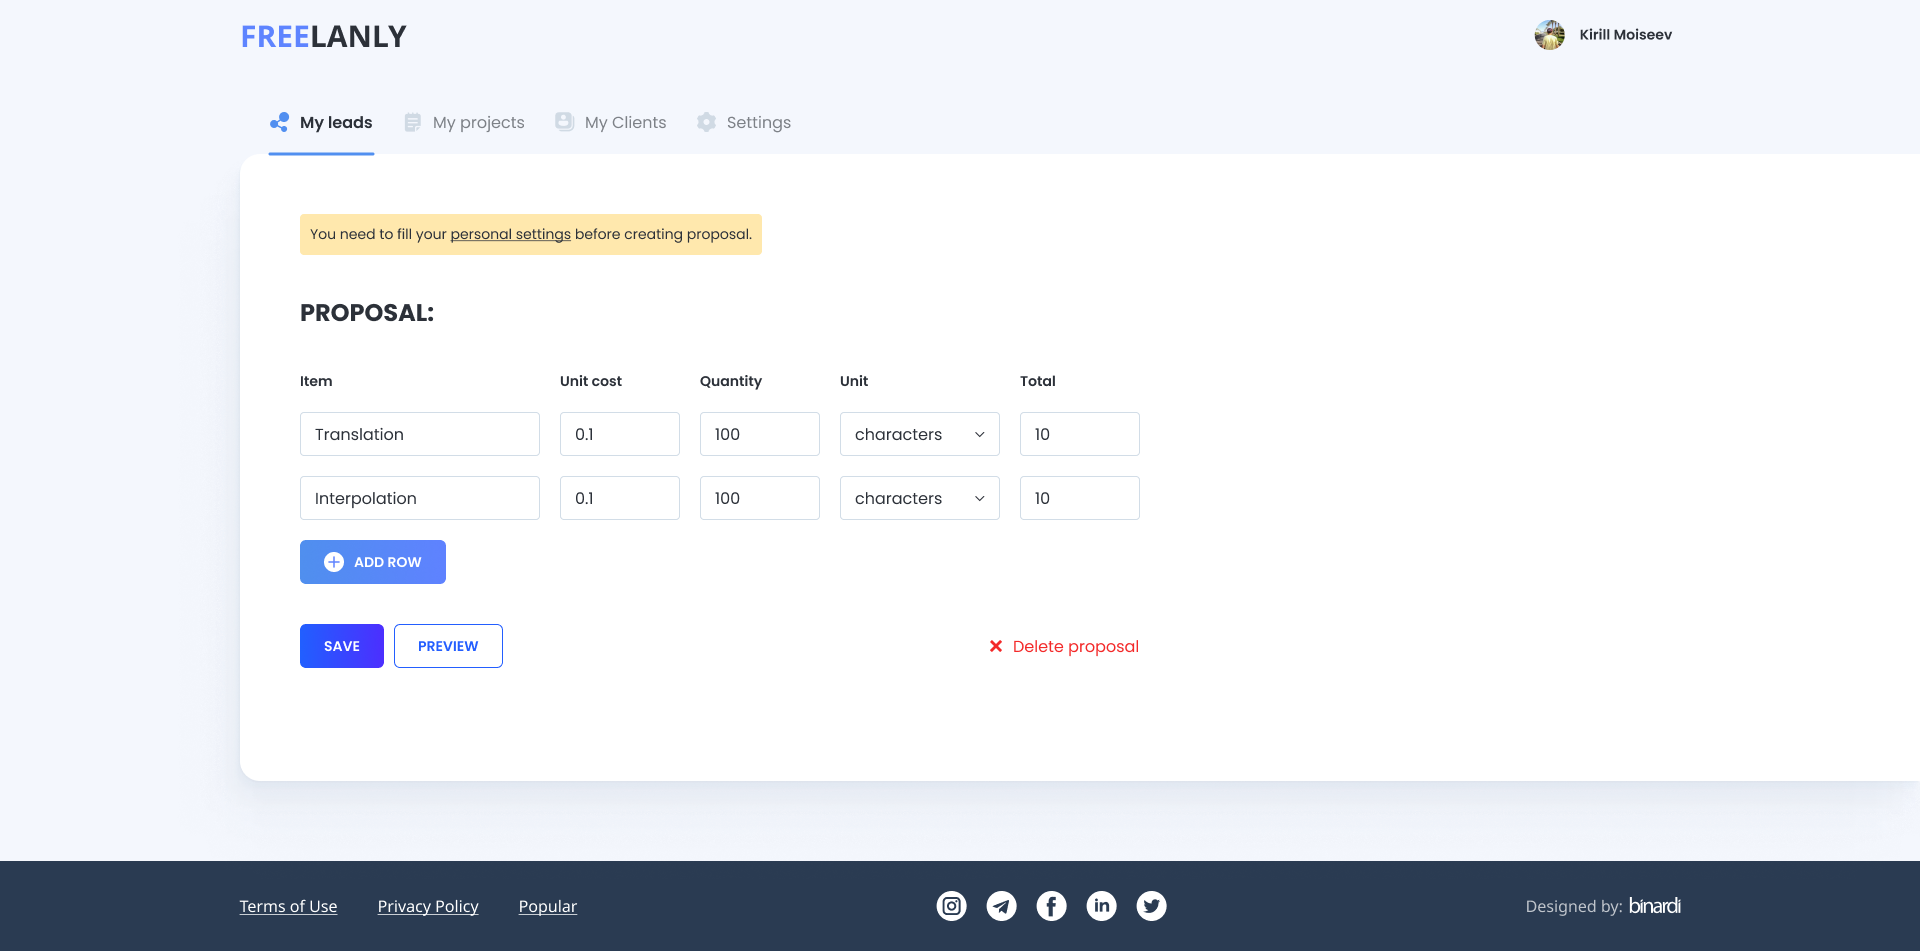 FREELANLY
Kirill Moiseev
My leads My projects My Clients Settings
You need to fill your personal settings before creating proposal.
PROPOSAL:
Item Unit cost Quantity Unit Total
Translation 0.1 100 characters 10
Interpolation 0.1 100 characters 10
ADD ROW
SAVE PREVIEW Delete proposal
Terms of Use Privacy Policy Popular Designed by: binardi